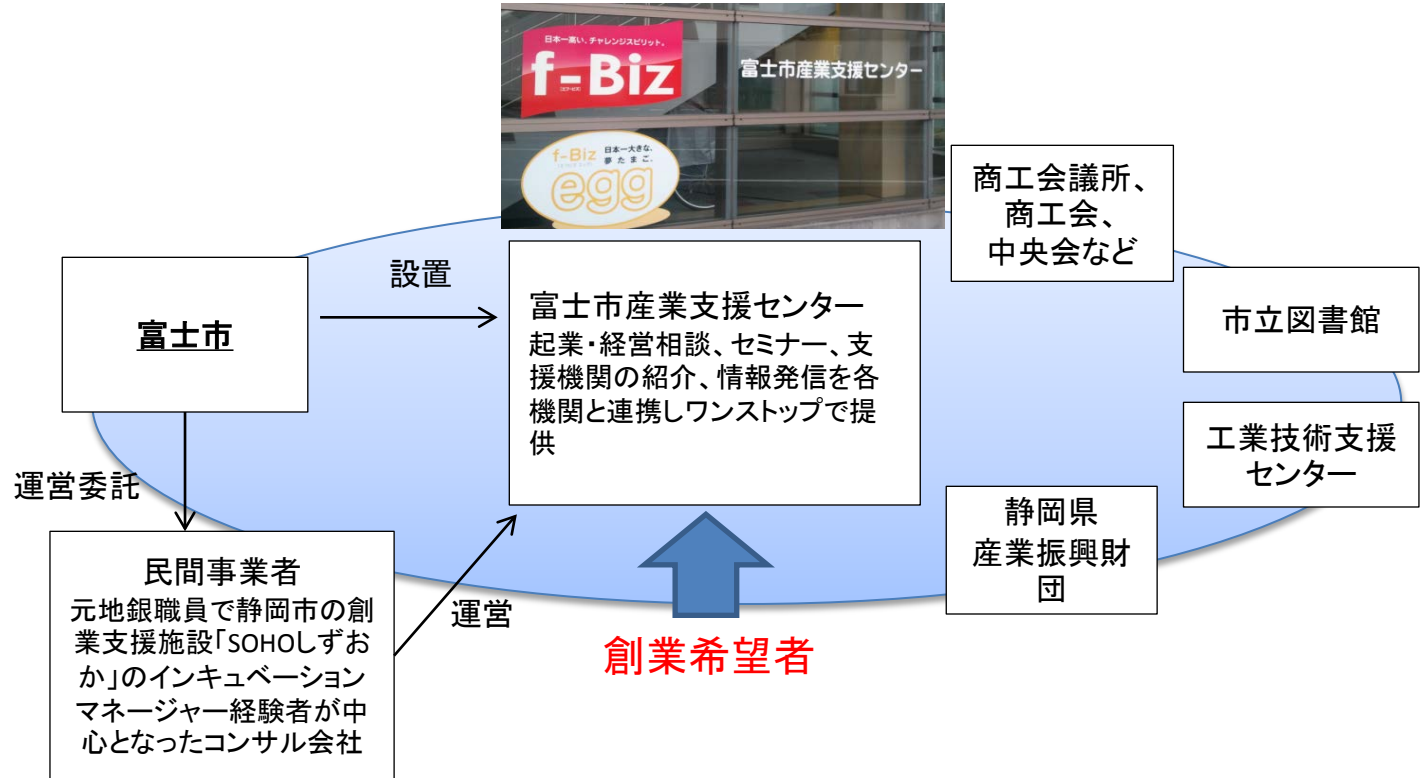 日本一高い、チャレンジスピリット。
f-Biz
富士市産業支援センター
f-Biz
日本一大きな、
夢たまご。
egg
富士市
設置
富士市産業支援センター
起業・経営相談、セミナー、支
援機関の紹介、情報発信を各
機関と連携しワンストップで提
供
商工会議所、
商工会、
中央会など
市立図書館
工業技術支援
センター
静岡県
産業振興財
団
運営委託
民間事業者
元地銀職員で静岡市の創
業支援施設「SOHOしずお
か」のインキュベーション
マネージャー経験者が中
心となったコンサル会社
運営
創業希望者